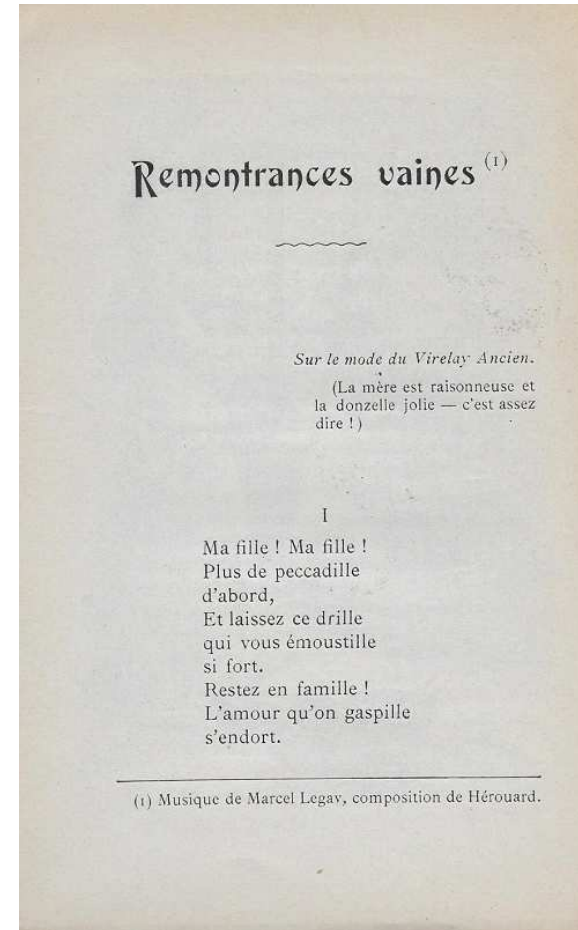 Remontrances vaines (1)
Sur le mode du Virelay Ancien.
(La mère est raisonneuse et
la donzelle jolie — c'est assez
dire !)
I
Ma fille ! Ma fille !
Plus de peccadille
d'abord,
Et laissez ce drille
qui vous émoustille
si fort.
Restez en famille !
L'amour qu'on gaspille
s'endort.
(1) Musique de Marcel Legay, composition de Hérouard.